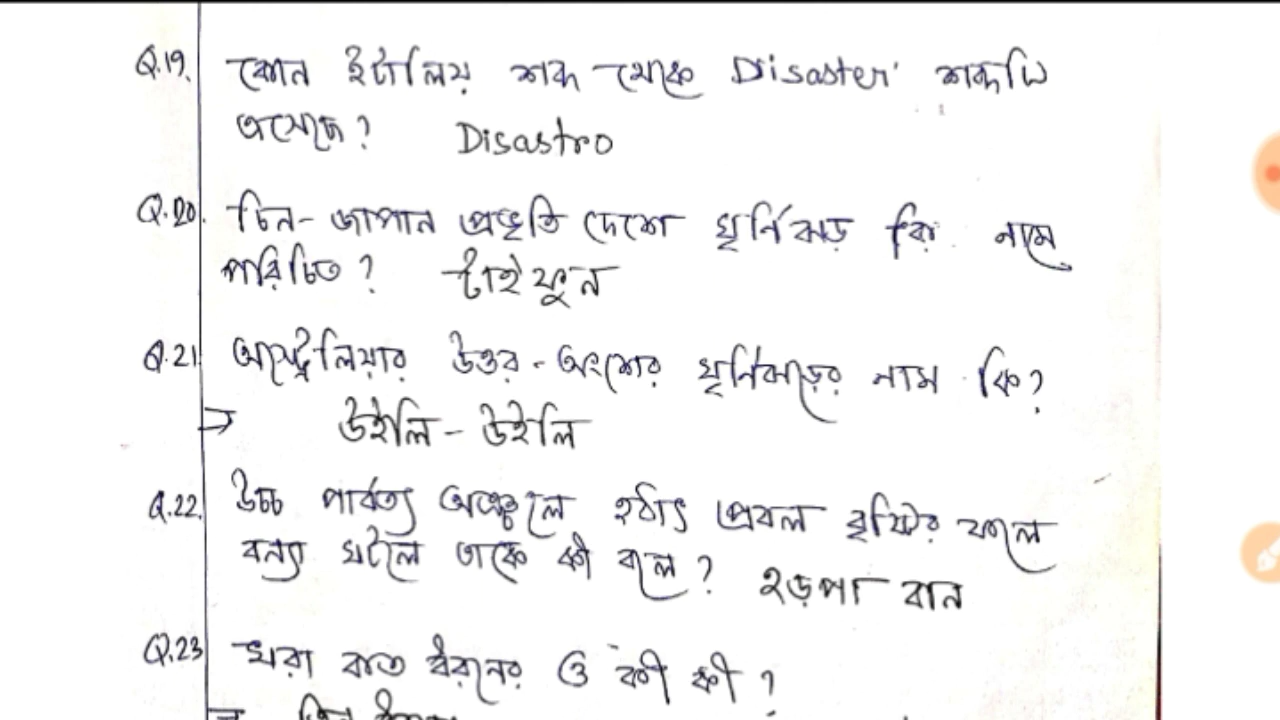 Q.19. কোন ইটালিয় শব্দ থেকে Disaster শব্দটি
এসেছে? Disastro
Q.20. চিন-জাপান প্রভৃতি দেশে ঘূর্ণিঝড় কি নামে
পরিচিত? টাইফুন
Q.21 অস্ট্রেলিয়ার উত্তর-অংশের ঘূর্ণিঝড়ের নাম কি?
→ উইলি-উইলি
Q.22. উচ্চ পার্বত্য অঞ্চলে হঠাৎ প্রবল বৃষ্টির ফলে
বন্যা ঘটলে তাকে কী বলে? হড়পা বান
Q.23 খরা কত ধরনের ও কী কী?